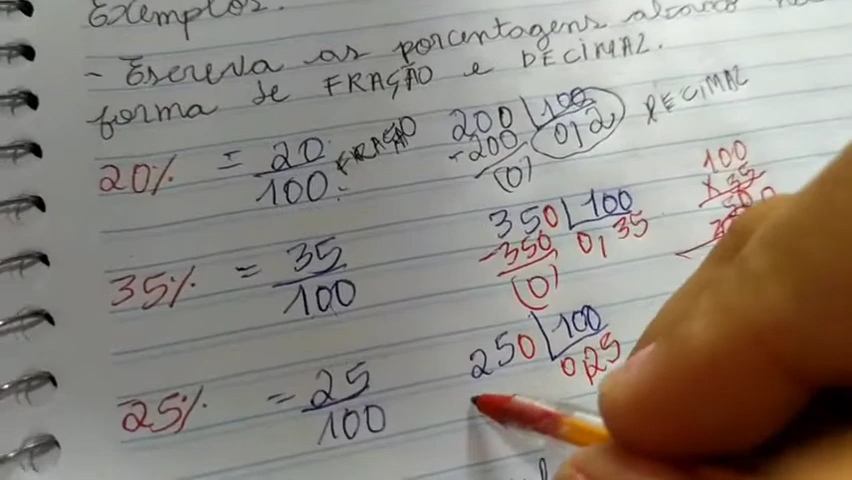 Exemplos.
- Escreva as porcentagens abaixo
forma de FRAÇÃO e DECIMAL.
20% = 20/100 FRAÇÃO 200 100 DECIMAL
-200 0,2
(0)
35% = 35/100 350 100
-350 0,35
(0)
100
x 35
25% = 25/100 250 100
0,25